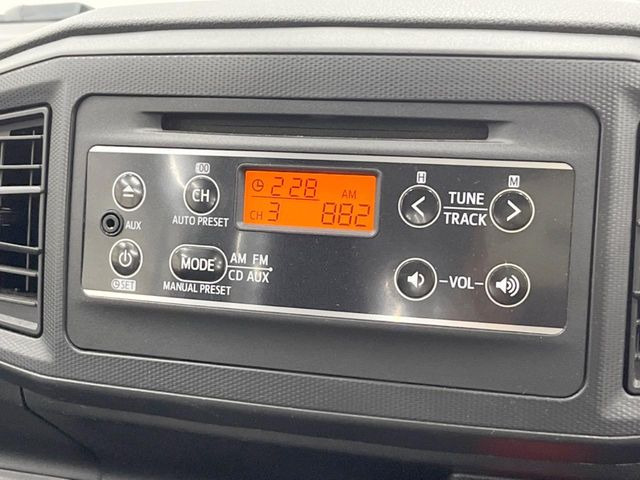 :00
CH
AUTO PRESET
AUX
SET
MODE
AM FM
CD AUX
MANUAL PRESET
2:28
AM
CH 3 882
H
M
TUNE
TRACK
VOL